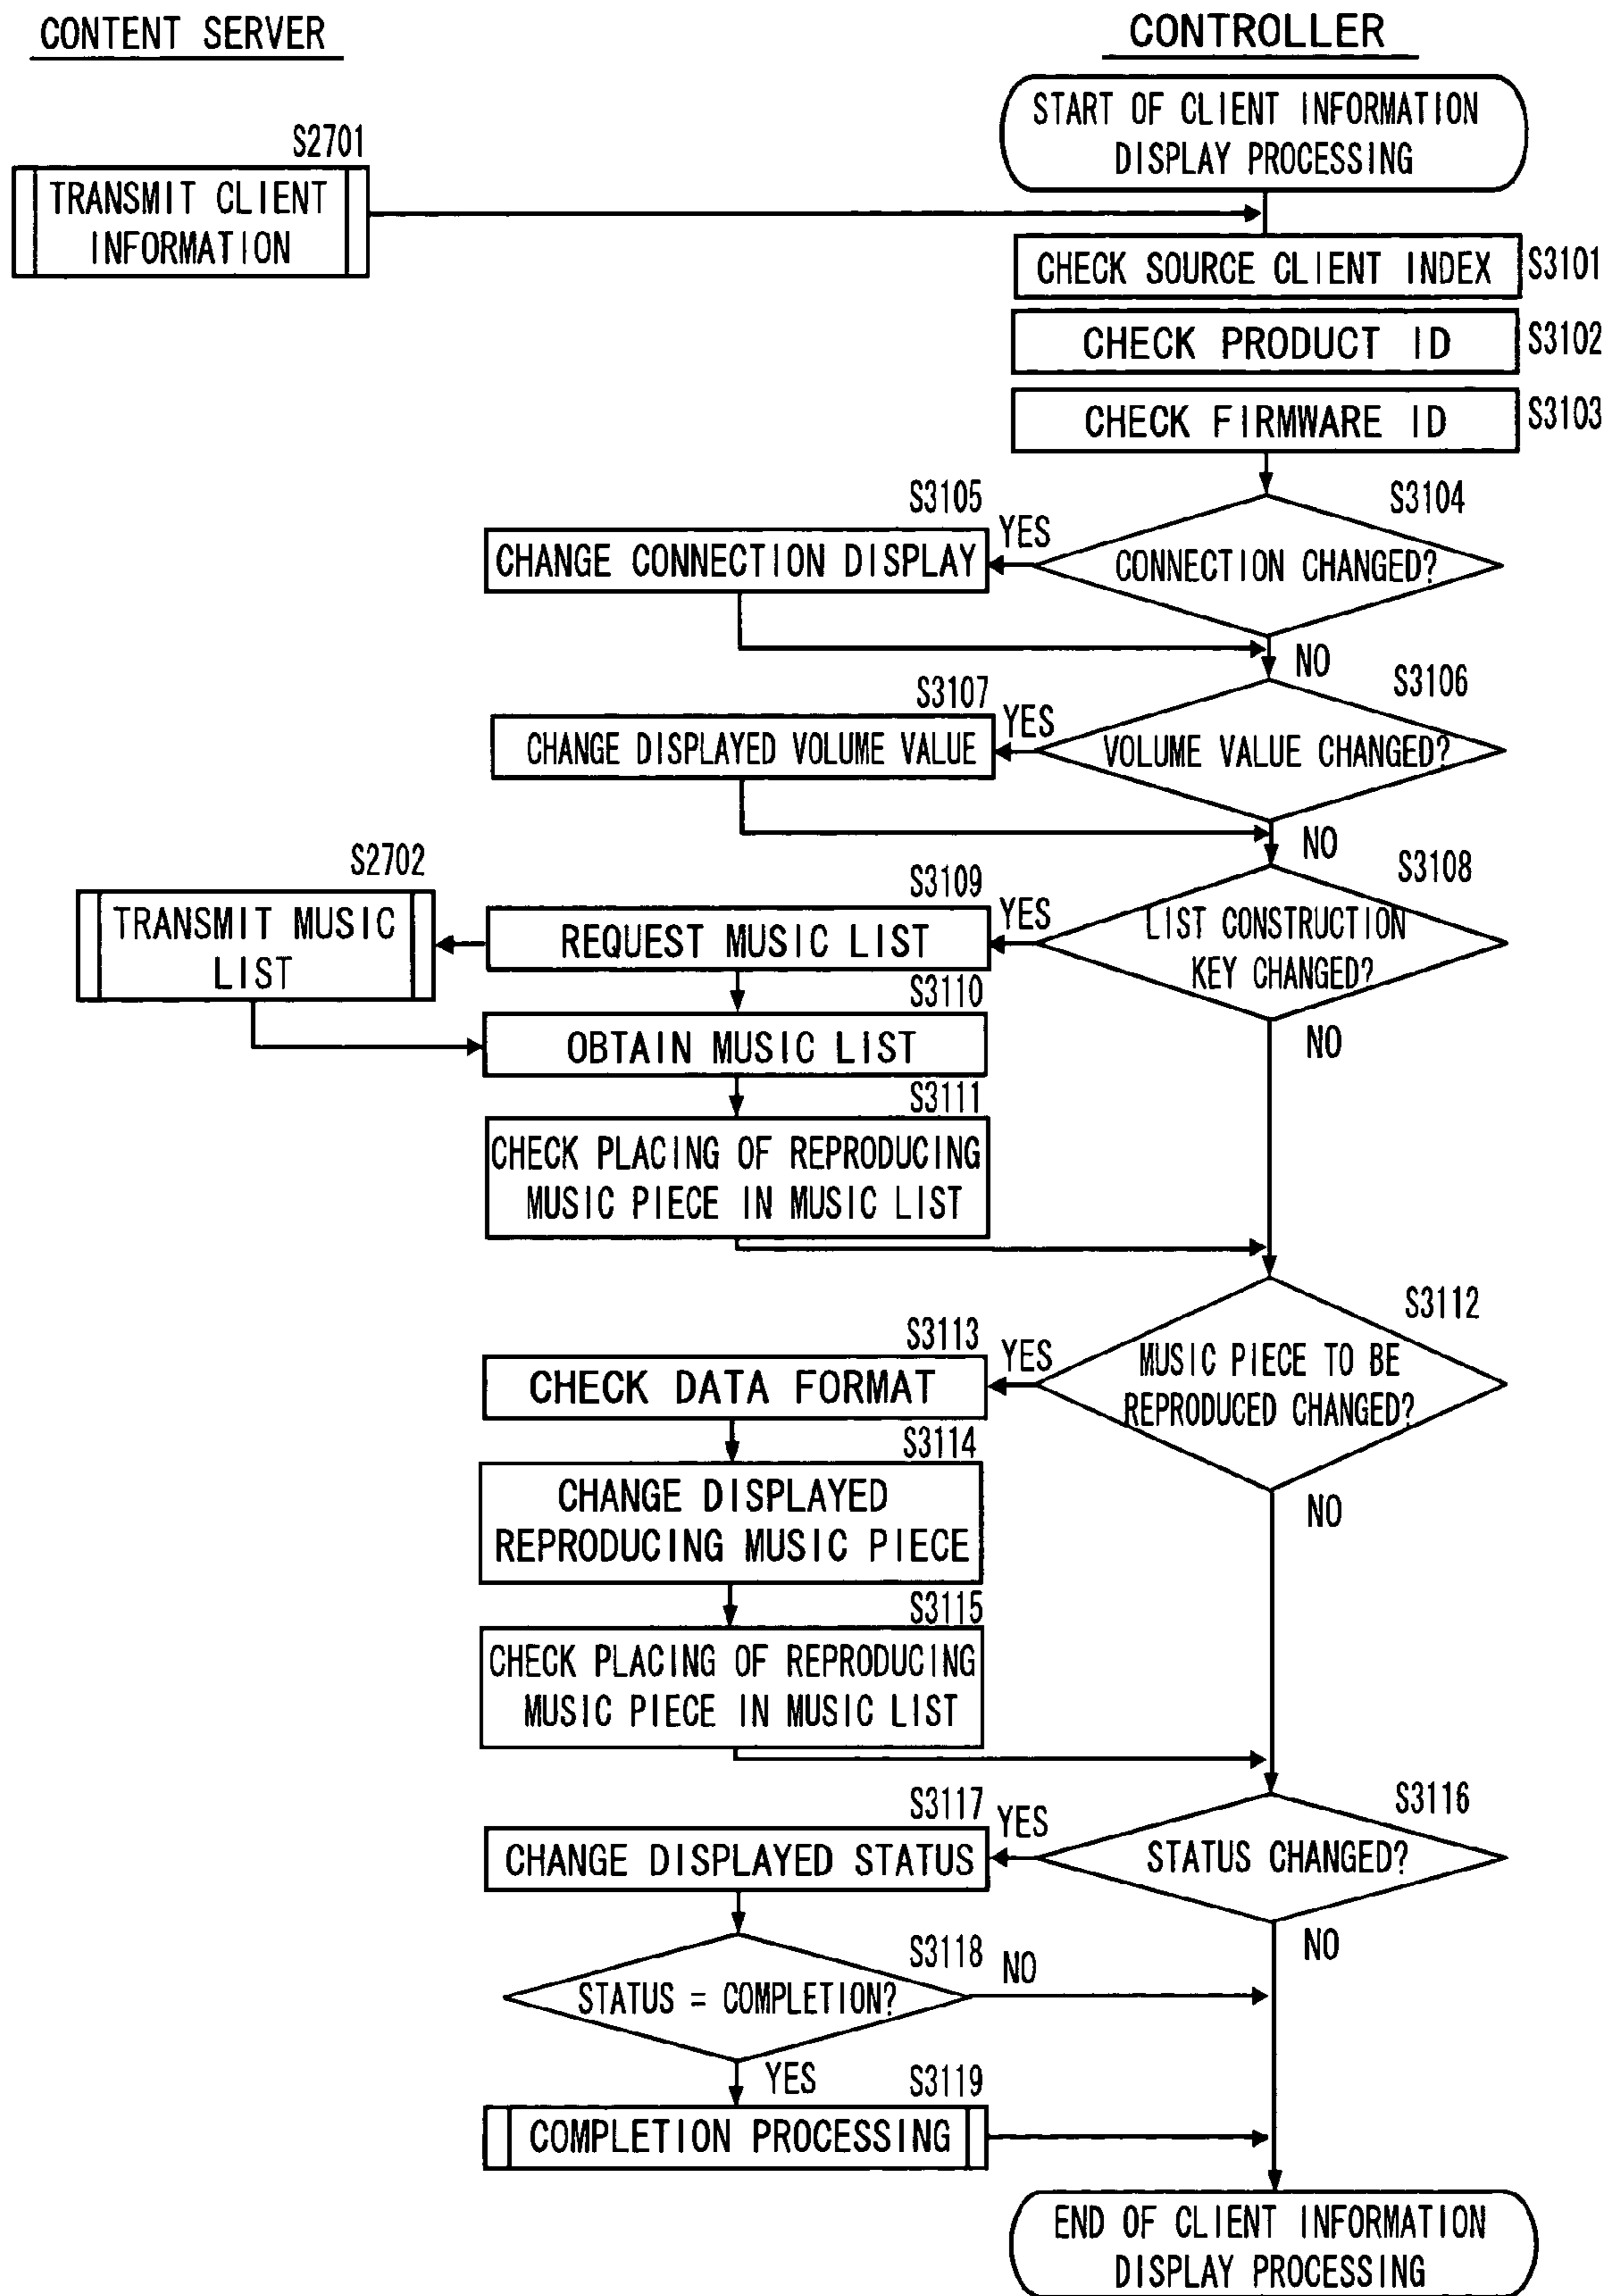 CONTENT SERVER
CONTROLLER
START OF CLIENT INFORMATION
DISPLAY PROCESSING
S2701
TRANSMIT CLIENT
INFORMATION
CHECK SOURCE CLIENT INDEX
S3101
CHECK PRODUCT ID
S3102
CHECK FIRMWARE ID
S3103
S3104
CONNECTION CHANGED?
YES
S3105
CHANGE CONNECTION DISPLAY
NO
S3106
VOLUME VALUE CHANGED?
YES
S3107
CHANGE DISPLAYED VOLUME VALUE
NO
S3108
LIST CONSTRUCTION
KEY CHANGED?
YES
S3109
REQUEST MUSIC LIST
S2702
TRANSMIT MUSIC
LIST
S3110
OBTAIN MUSIC LIST
NO
S3111
CHECK PLACING OF REPRODUCING
MUSIC PIECE IN MUSIC LIST
S3112
MUSIC PIECE TO BE
REPRODUCED CHANGED?
YES
S3113
CHECK DATA FORMAT
S3114
CHANGE DISPLAYED
REPRODUCING MUSIC PIECE
NO
S3115
CHECK PLACING OF REPRODUCING
MUSIC PIECE IN MUSIC LIST
S3116
STATUS CHANGED?
YES
S3117
CHANGE DISPLAYED STATUS
NO
S3118
STATUS = COMPLETION?
NO
YES
S3119
COMPLETION PROCESSING
END OF CLIENT INFORMATION
DISPLAY PROCESSING